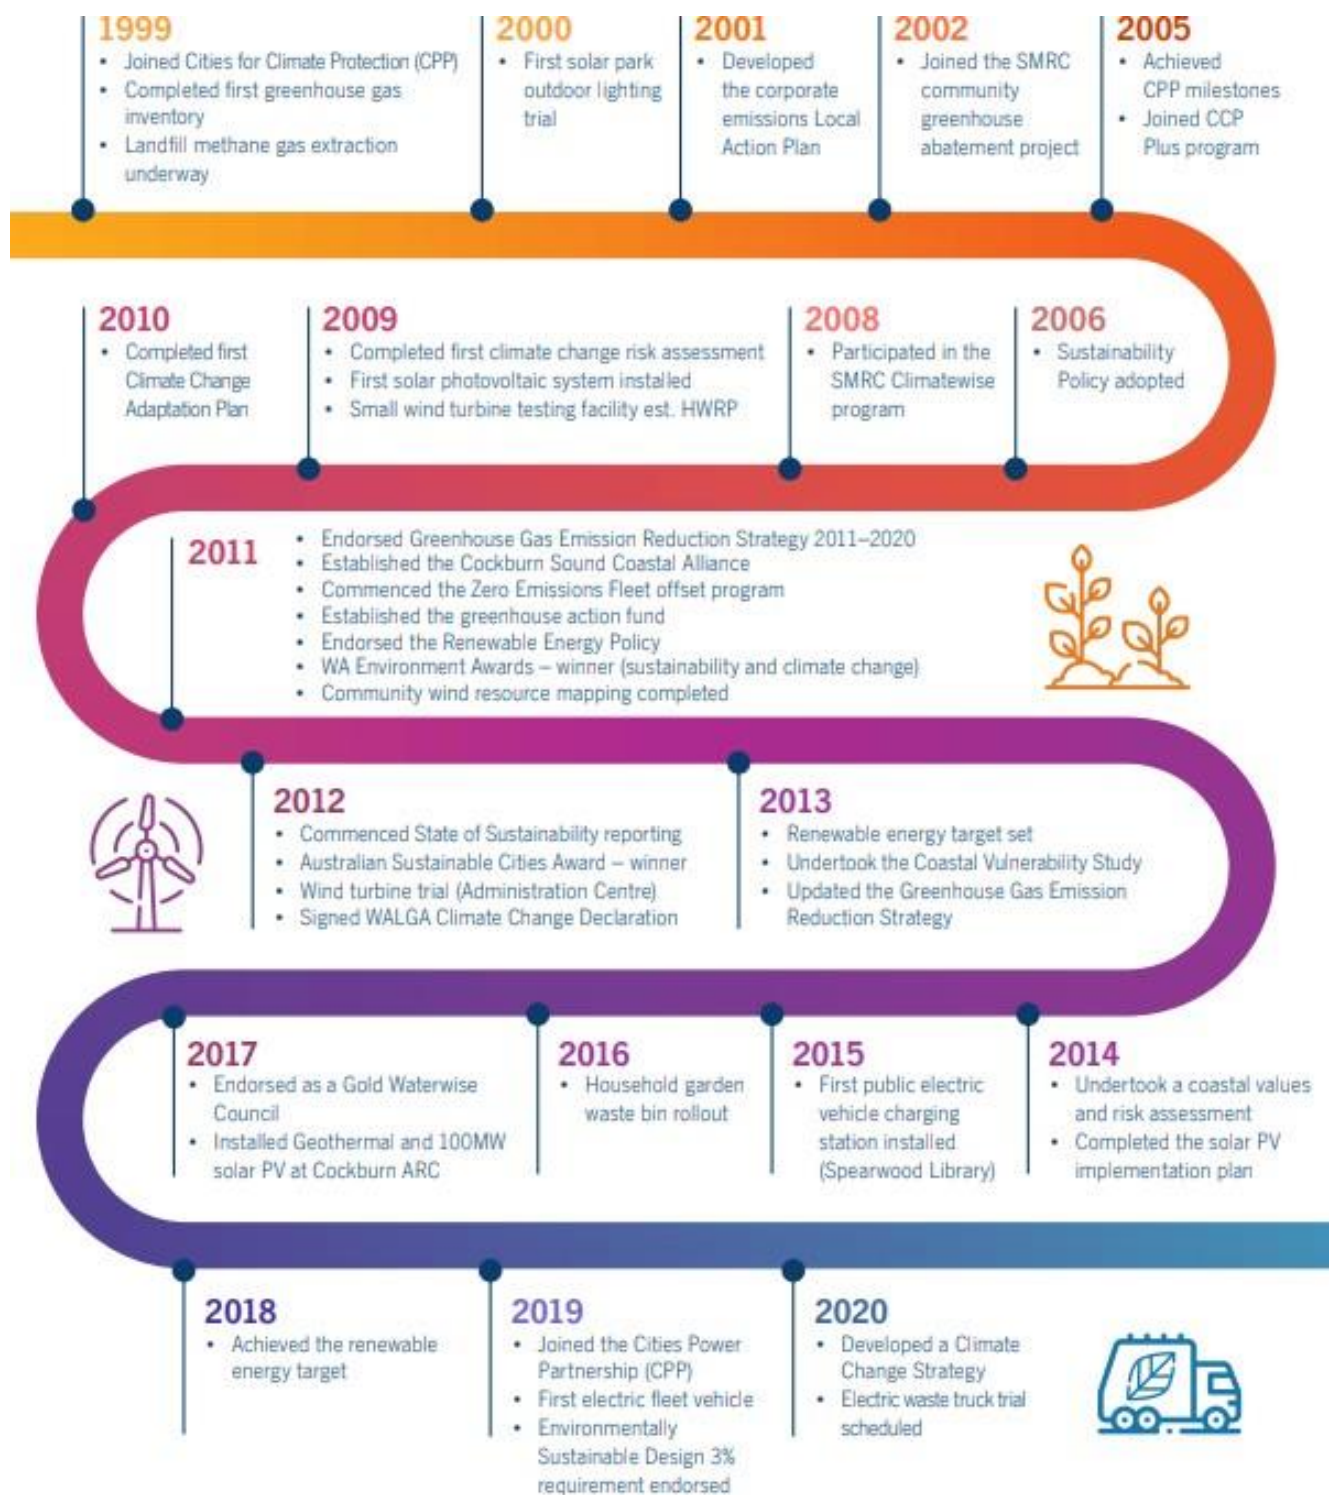 1999
• Joined Cities for Climate Protection (CPP)
• Completed first greenhouse gas
inventory
• Landfill methane gas extraction
underway
2000
• First solar park
outdoor lighting
trial
2001
• Developed
the corporate
emissions Local
Action Plan
2002
• Joined the SMRC
community
greenhouse
abatement project
2005
• Achieved
CPP milestones
• Joined CCP
Plus program
2006
• Sustainability
Policy adopted
2008
• Participated in the
SMRC Climatewise
program
2009
• Completed first climate change risk assessment
• First solar photovoltaic system installed
• Small wind turbine testing facility est. HWRP
2010
• Completed first
Climate Change
Adaptation Plan
2011
• Endorsed Greenhouse Gas Emission Reduction Strategy 2011–2020
• Established the Cockburn Sound Coastal Alliance
• Commenced the Zero Emissions Fleet offset program
• Established the greenhouse action fund
• Endorsed the Renewable Energy Policy
• WA Environment Awards – winner (sustainability and climate change)
• Community wind resource mapping completed
2012
• Commenced State of Sustainability reporting
• Australian Sustainable Cities Award – winner
• Wind turbine trial (Administration Centre)
• Signed WALGA Climate Change Declaration
2013
• Renewable energy target set
• Undertook the Coastal Vulnerability Study
• Updated the Greenhouse Gas Emission
Reduction Strategy
2014
• Undertook a coastal values
and risk assessment
• Completed the solar PV
implementation plan
2015
• First public electric
vehicle charging
station installed
(Spearwood Library)
2016
• Household garden
waste bin rollout
2017
• Endorsed as a Gold Waterwise
Council
• Installed Geothermal and 100MW
solar PV at Cockburn ARC
2018
• Achieved the renewable
energy target
2019
• Joined the Cities Power
Partnership (CPP)
• First electric fleet vehicle
• Environmentally
Sustainable Design 3%
requirement endorsed
2020
• Developed a Climate
Change Strategy
• Electric waste truck trial
scheduled